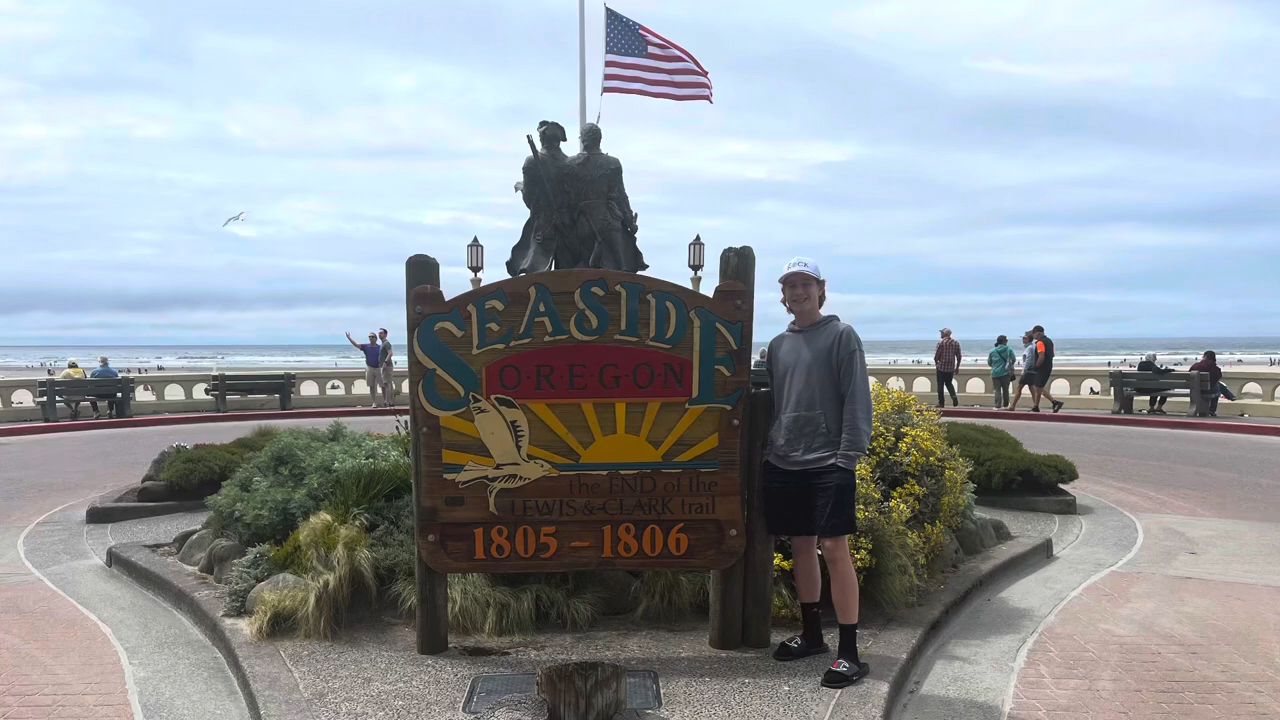 SEASIDE
OREGON
the END of the
LEWIS & CLARK trail
1805 – 1806